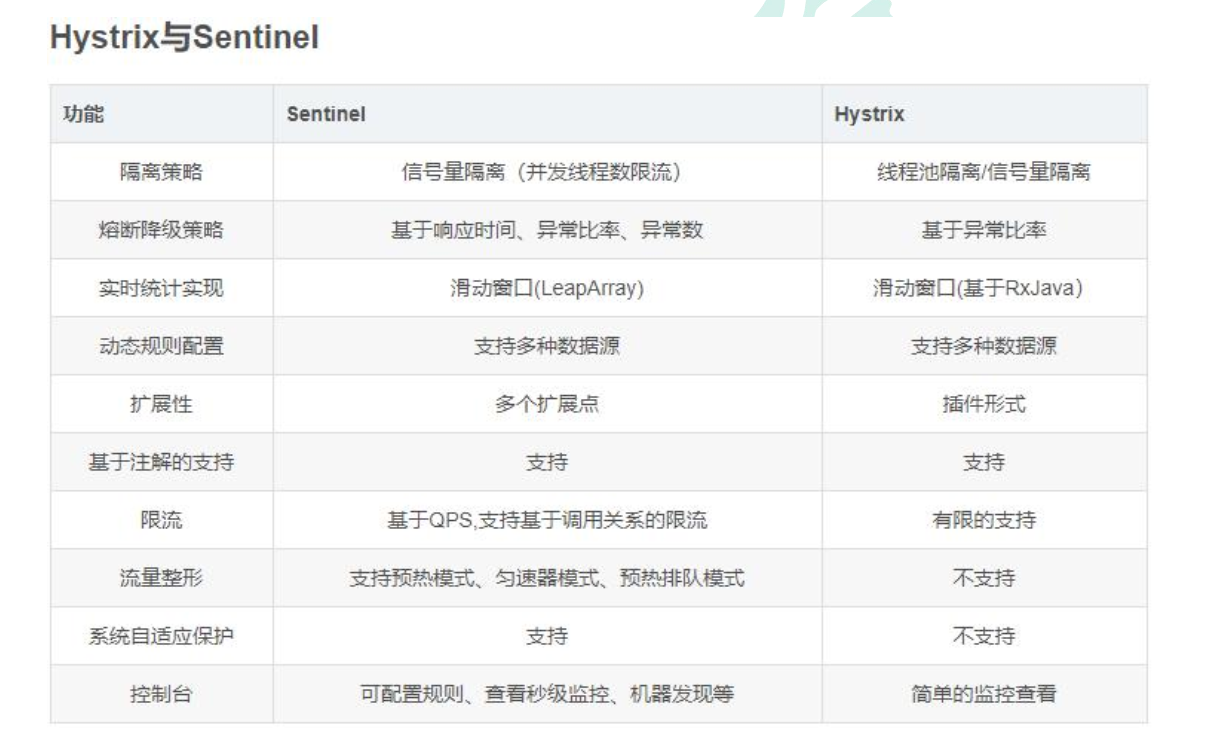 Hystrix与Sentinel
功能 Sentinel Hystrix
隔离策略 信号量隔离（并发线程数限流） 线程池隔离/信号量隔离
熔断降级策略 基于响应时间、异常比率、异常数 基于异常比率
实时统计实现 滑动窗口(LeapArray) 滑动窗口(基于RxJava）
动态规则配置 支持多种数据源 支持多种数据源
扩展性 多个扩展点 插件形式
基于注解的支持 支持 支持
限流 基于QPS,支持基于调用关系的限流 有限的支持
流量整形 支持预热模式、匀速器模式、预热排队模式 不支持
系统自适应保护 支持 不支持
控制台 可配置规则、查看秒级监控、机器发现等 简单的监控查看